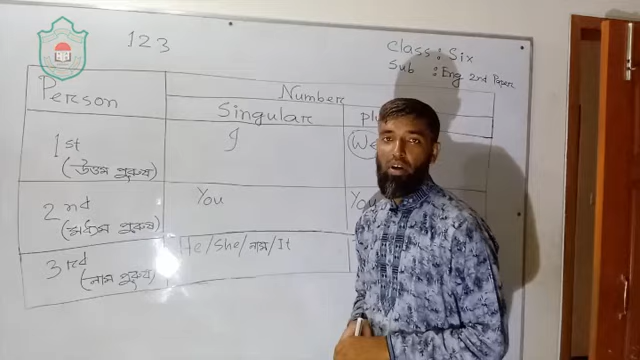 123
Class : Six
Sub : Eng 2nd Paper
Person
Number
Singular
1st
I
We
(উত্তম পুরুষ)
2nd
You
(মধ্যম পুরুষ)
3rd
He/She/নাম/It
(নাম পুরুষ)